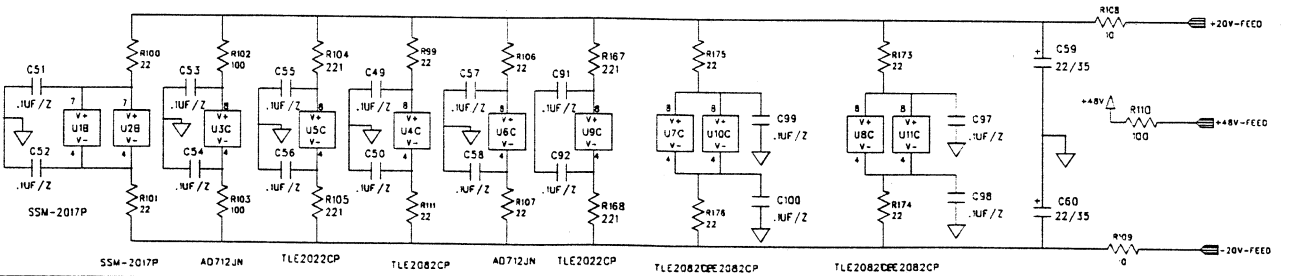 R108
10
+20V-FEED
R100
22
R102
100
R104
221
R99
22
R106
22
R167
221
R175
22
R173
22
C59
22/35
C51
.1UF/Z
C53
.1UF/Z
C55
.1UF/Z
C49
.1UF/Z
C57
.1UF/Z
C91
.1UF/Z
+48V
R110
100
+48V-FEED
7
V+
U1B
V-
4
7
V+
U2B
V-
4
8
V+
U3C
V-
4
8
V+
U5C
V-
4
8
V+
U4C
V-
4
8
V+
U6C
V-
4
8
V+
U9C
V-
4
8
V+
U7C
V-
4
8
V+
U10C
V-
4
C99
.1UF/Z
8
V+
U8C
V-
4
8
V+
U11C
V-
4
C97
.1UF/Z
C52
.1UF/Z
C54
.1UF/Z
C56
.1UF/Z
C50
.1UF/Z
C58
.1UF/Z
C92
.1UF/Z
R101
22
R103
100
R105
221
R111
22
R107
22
R168
221
R176
22
C100
.1UF/Z
R174
22
C98
.1UF/Z
C60
22/35
SSM-2017P
R109
10
-20V-FEED
SSM-2017P
AD712JN
TLE2022CP
TLE2082CP
AD712JN
TLE2022CP
TLE2082CP
TLE2082CP
TLE2082CP
TLE2082CP